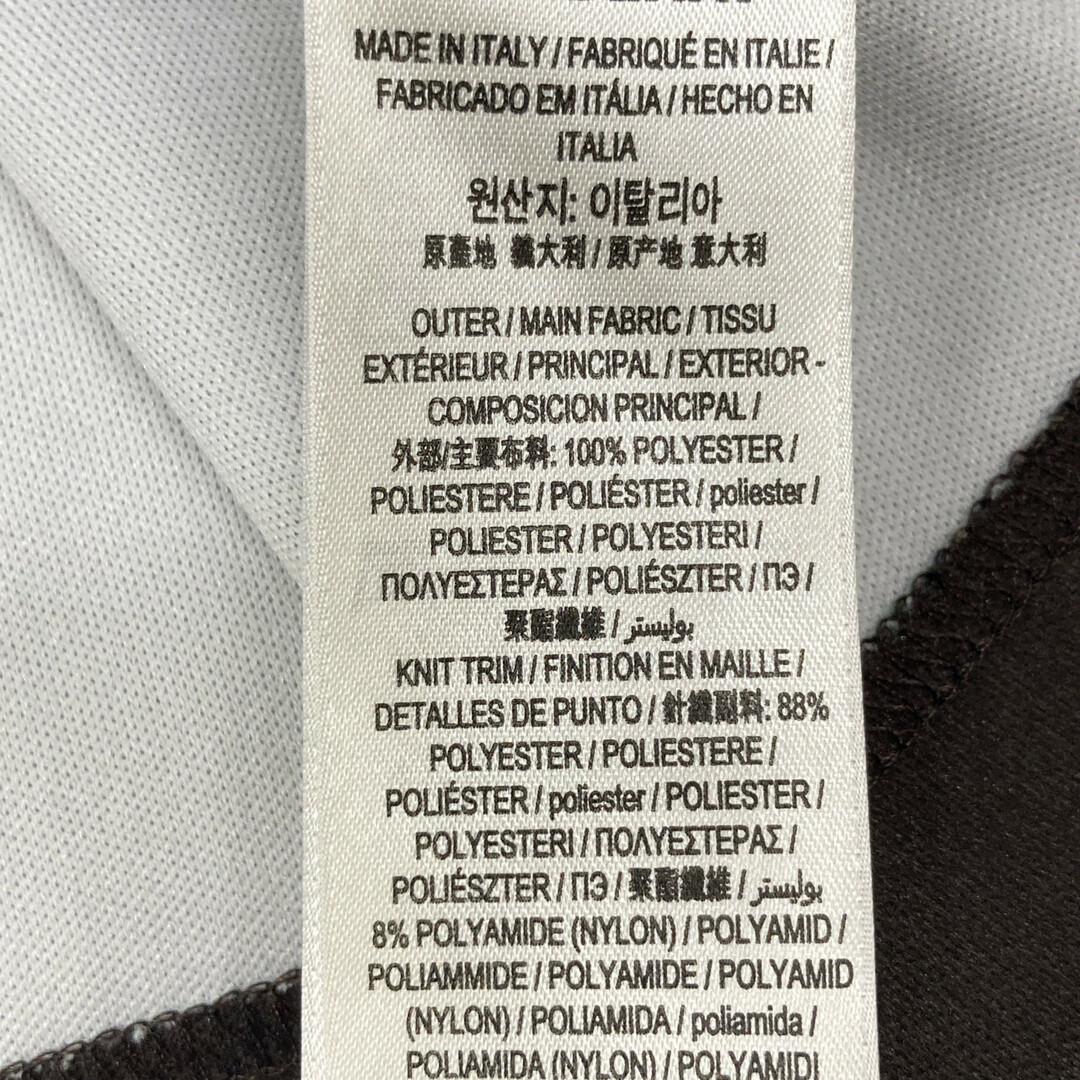 MADE IN ITALY / FABRIQUÉ EN ITALIE /
FABRICADO EM ITÁLIA / HECHO EN
ITALIA
원산지: 이탈리아
原產地 義大利 / 原产地 意大利
OUTER / MAIN FABRIC / TISSU
EXTÉRIEUR / PRINCIPAL / EXTERIOR -
COMPOSICION PRINCIPAL /
外部/主要布料: 100% POLYESTER /
POLIESTERE / POLIÉSTER / poliester /
POLIESTER / POLYESTERI /
ΠΟΛΥΕΣΤΕΡΑΣ / POLIÉSZTER / ПЭ /
聚酯纖維 / بوليستر
KNIT TRIM / FINITION EN MAILLE /
DETALLES DE PUNTO / 針織副料: 88%
POLYESTER / POLIESTERE /
POLIÉSTER / poliester / POLIESTER /
POLYESTERI / ΠΟΛΥΕΣΤΕΡΑΣ /
POLIÉSZTER / ПЭ / 聚酯纖維 / بوليستر
8% POLYAMIDE (NYLON) / POLYAMID /
POLIAMMIDE / POLYAMIDE / POLYAMID
(NYLON) / POLIAMIDA / poliamida /
POLIAMIDA (NYLON) / POLYAMIDI